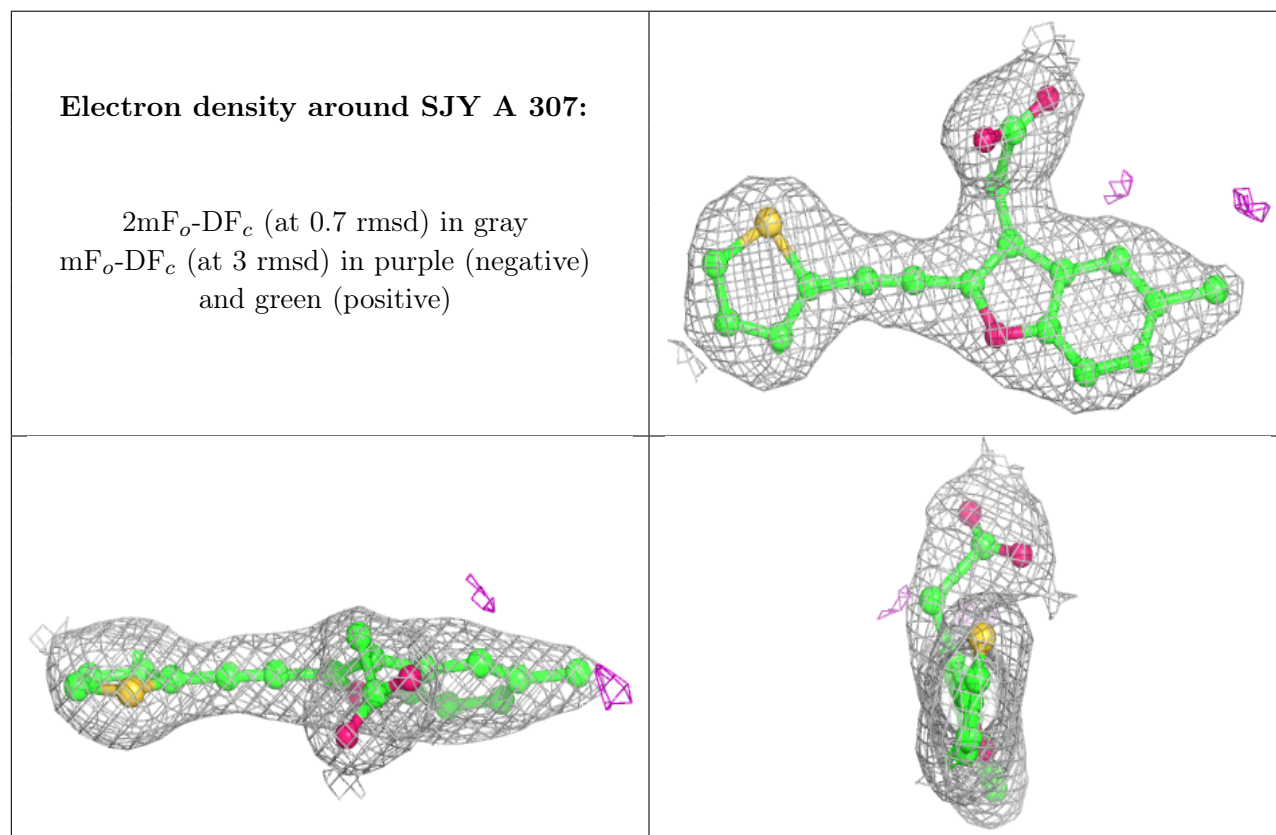 Electron density around SJY A 307:
2mFo-DFc (at 0.7 rmsd) in gray
mFo-DFc (at 3 rmsd) in purple (negative)
and green (positive)